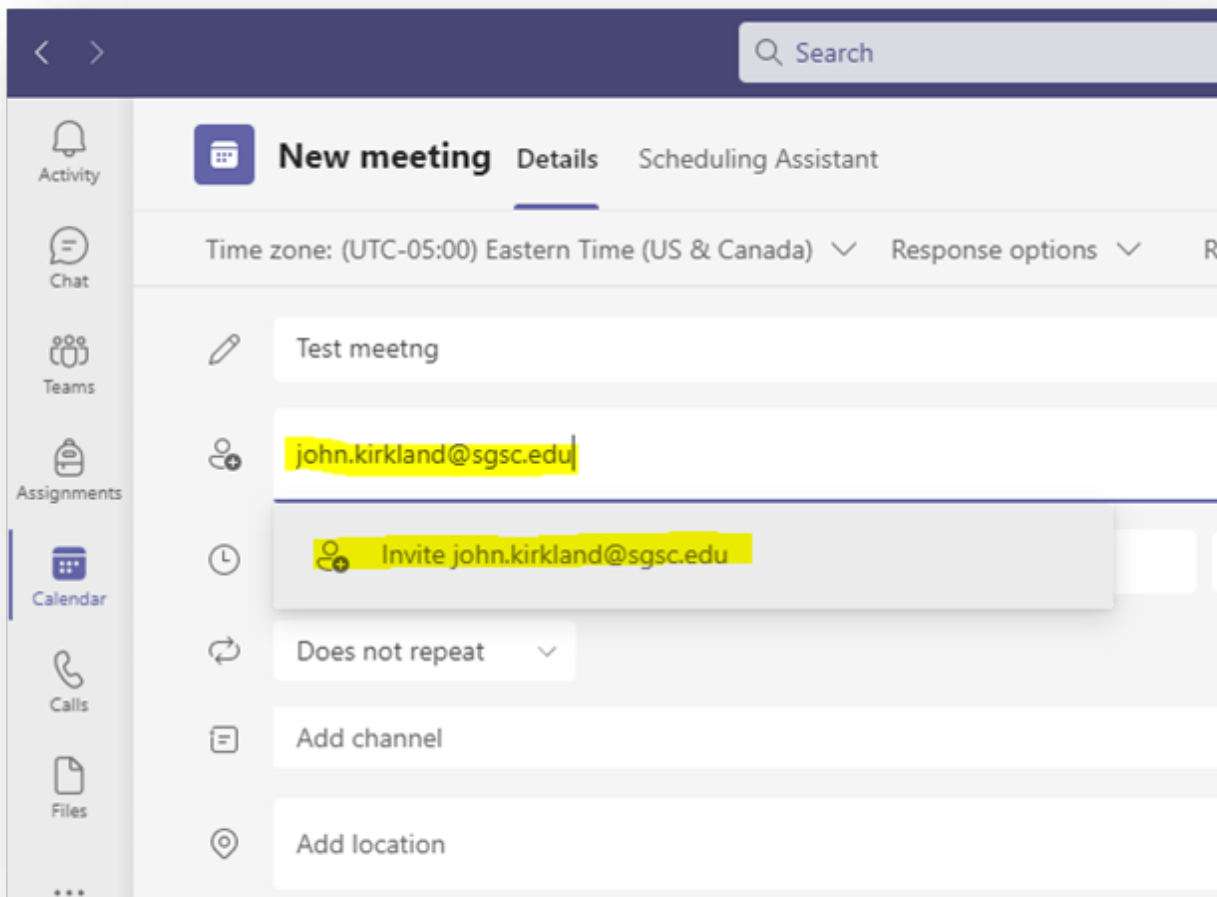 Search
Activity
New meeting Details Scheduling Assistant
Chat
Time zone: (UTC-05:00) Eastern Time (US & Canada) Response options R
Teams
Test meetng
Assignments
john.kirkland@sgsc.edu
Calendar
Invite john.kirkland@sgsc.edu
Calls
Does not repeat
Files
Add channel
Add location